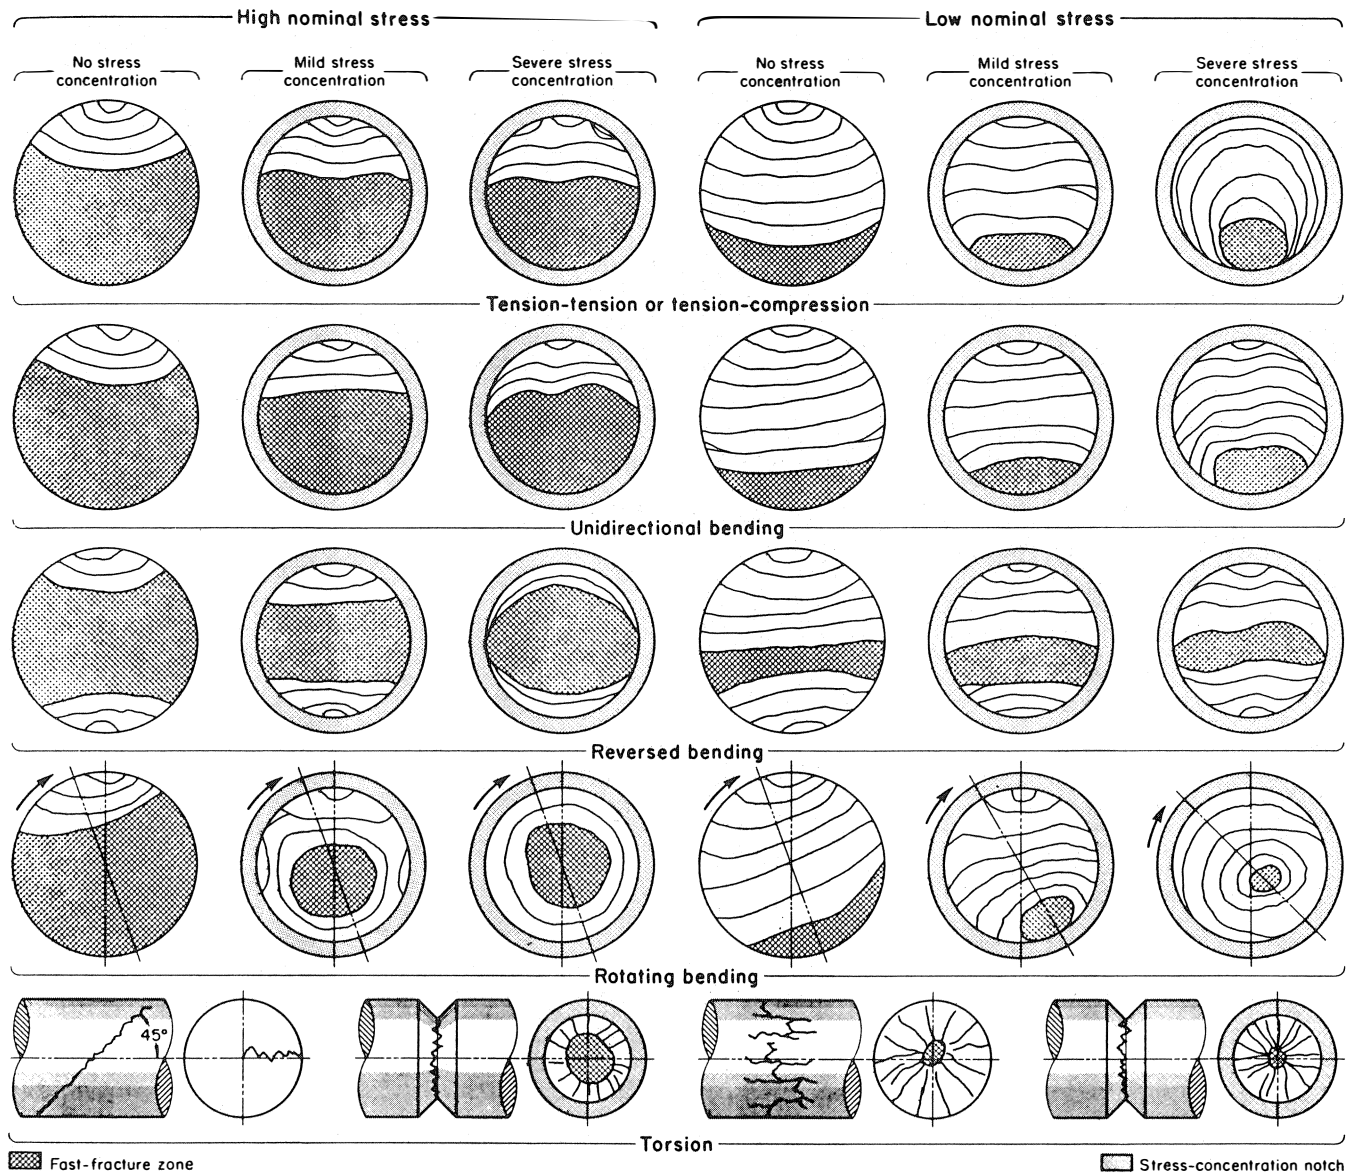 High nominal stress
Low nominal stress
No stress
concentration
Mild stress
concentration
Severe stress
concentration
No stress
concentration
Mild stress
concentration
Severe stress
concentration
Tension-tension or tension-compression
Unidirectional bending
Reversed bending
Rotating bending
45°
Torsion
Fast-fracture zone
Stress-concentration notch